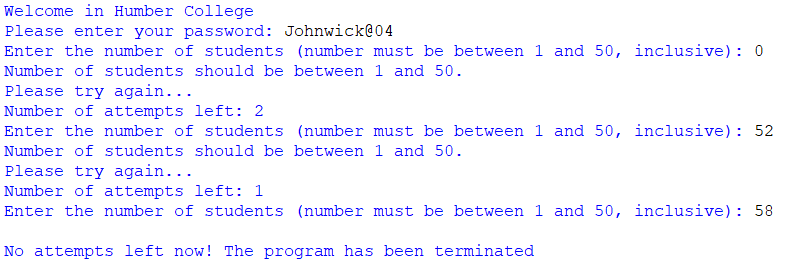 Welcome in Humber College
Please enter your password: Johnwick@04
Enter the number of students (number must be between 1 and 50, inclusive): 0
Number of students should be between 1 and 50.
Please try again...
Number of attempts left: 2
Enter the number of students (number must be between 1 and 50, inclusive): 52
Number of students should be between 1 and 50.
Please try again...
Number of attempts left: 1
Enter the number of students (number must be between 1 and 50, inclusive): 58
No attempts left now! The program has been terminated